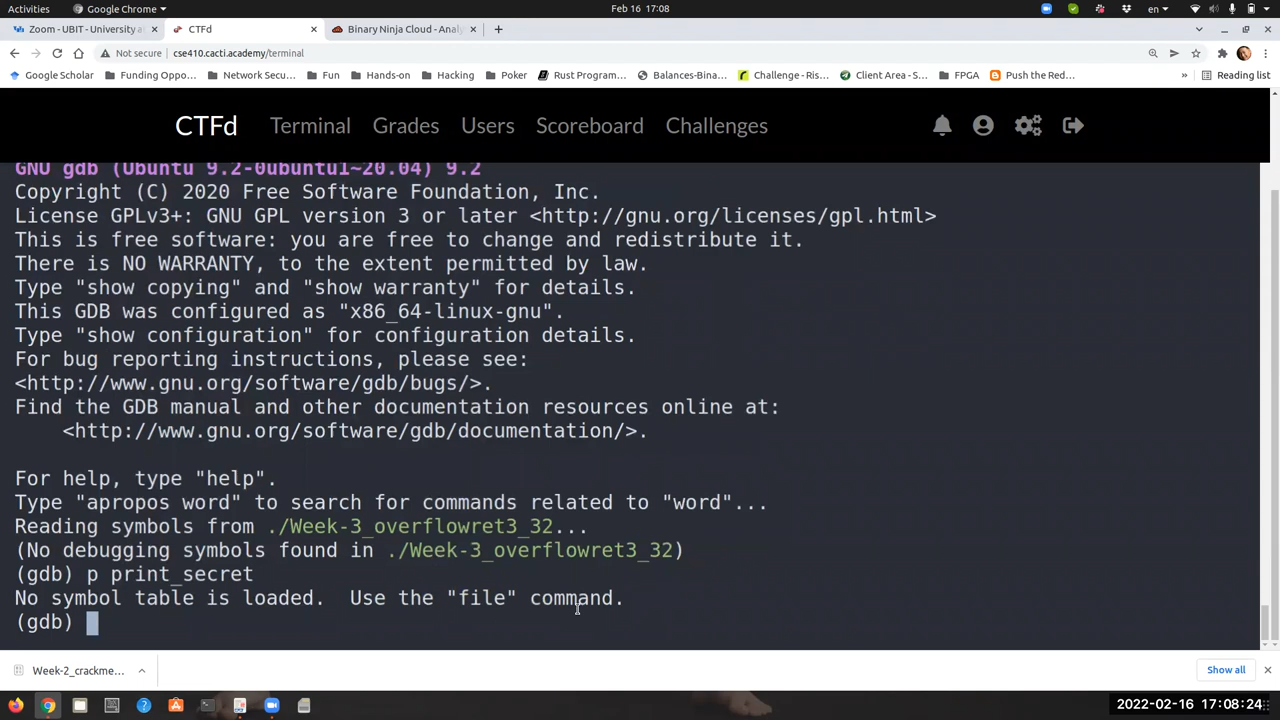 Activities
Google Chrome
Feb 16 17:08
en
Zoom - UBIT - University a
CTFd
Binary Ninja Cloud - Analy
Not secure
cse410.cacti.academy/terminal
Google Scholar
Funding Oppo...
Network Secu...
Fun
Hands-on
Hacking
Poker
Rust Program...
Balances-Bina...
Challenge - Ris...
Client Area - S...
FPGA
Push the Red...
»
Reading list
CTFd
Terminal
Grades
Users
Scoreboard
Challenges
GNU gdb (Ubuntu 9.2-0ubuntu1~20.04) 9.2
Copyright (C) 2020 Free Software Foundation, Inc.
License GPLv3+: GNU GPL version 3 or later <http://gnu.org/licenses/gpl.html>
This is free software: you are free to change and redistribute it.
There is NO WARRANTY, to the extent permitted by law.
Type "show copying" and "show warranty" for details.
This GDB was configured as "x86_64-linux-gnu".
Type "show configuration" for configuration details.
For bug reporting instructions, please see:
<http://www.gnu.org/software/gdb/bugs/>.
Find the GDB manual and other documentation resources online at:
<http://www.gnu.org/software/gdb/documentation/>.
For help, type "help".
Type "apropos word" to search for commands related to "word"...
Reading symbols from ./Week-3_overflowret3_32...
(No debugging symbols found in ./Week-3_overflowret3_32)
(gdb) p print_secret
No symbol table is loaded.  Use the "file" command.
(gdb)
Week-2_crackme...
Show all
2022-02-16 17:08:24